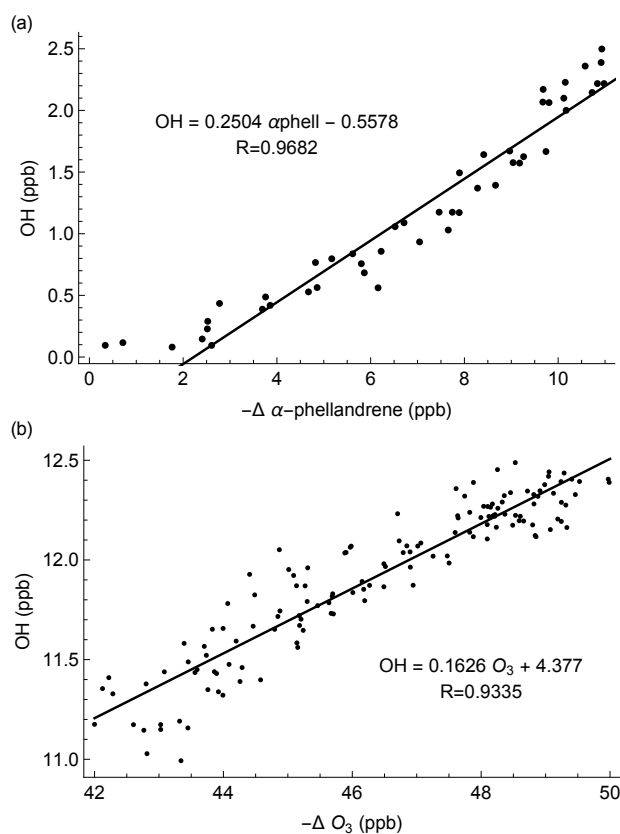 (a)
2.5
2.0
1.5
1.0
0.5
0.0
OH (ppb)
OH = 0.2504 αphell − 0.5578
R=0.9682
0 2 4 6 8 10
−Δ α−phellandrene (ppb)
(b)
12.5
12.0
11.5
11.0
OH (ppb)
OH = 0.1626 O₃ + 4.377
R=0.9335
42 44 46 48 50
−Δ O₃ (ppb)